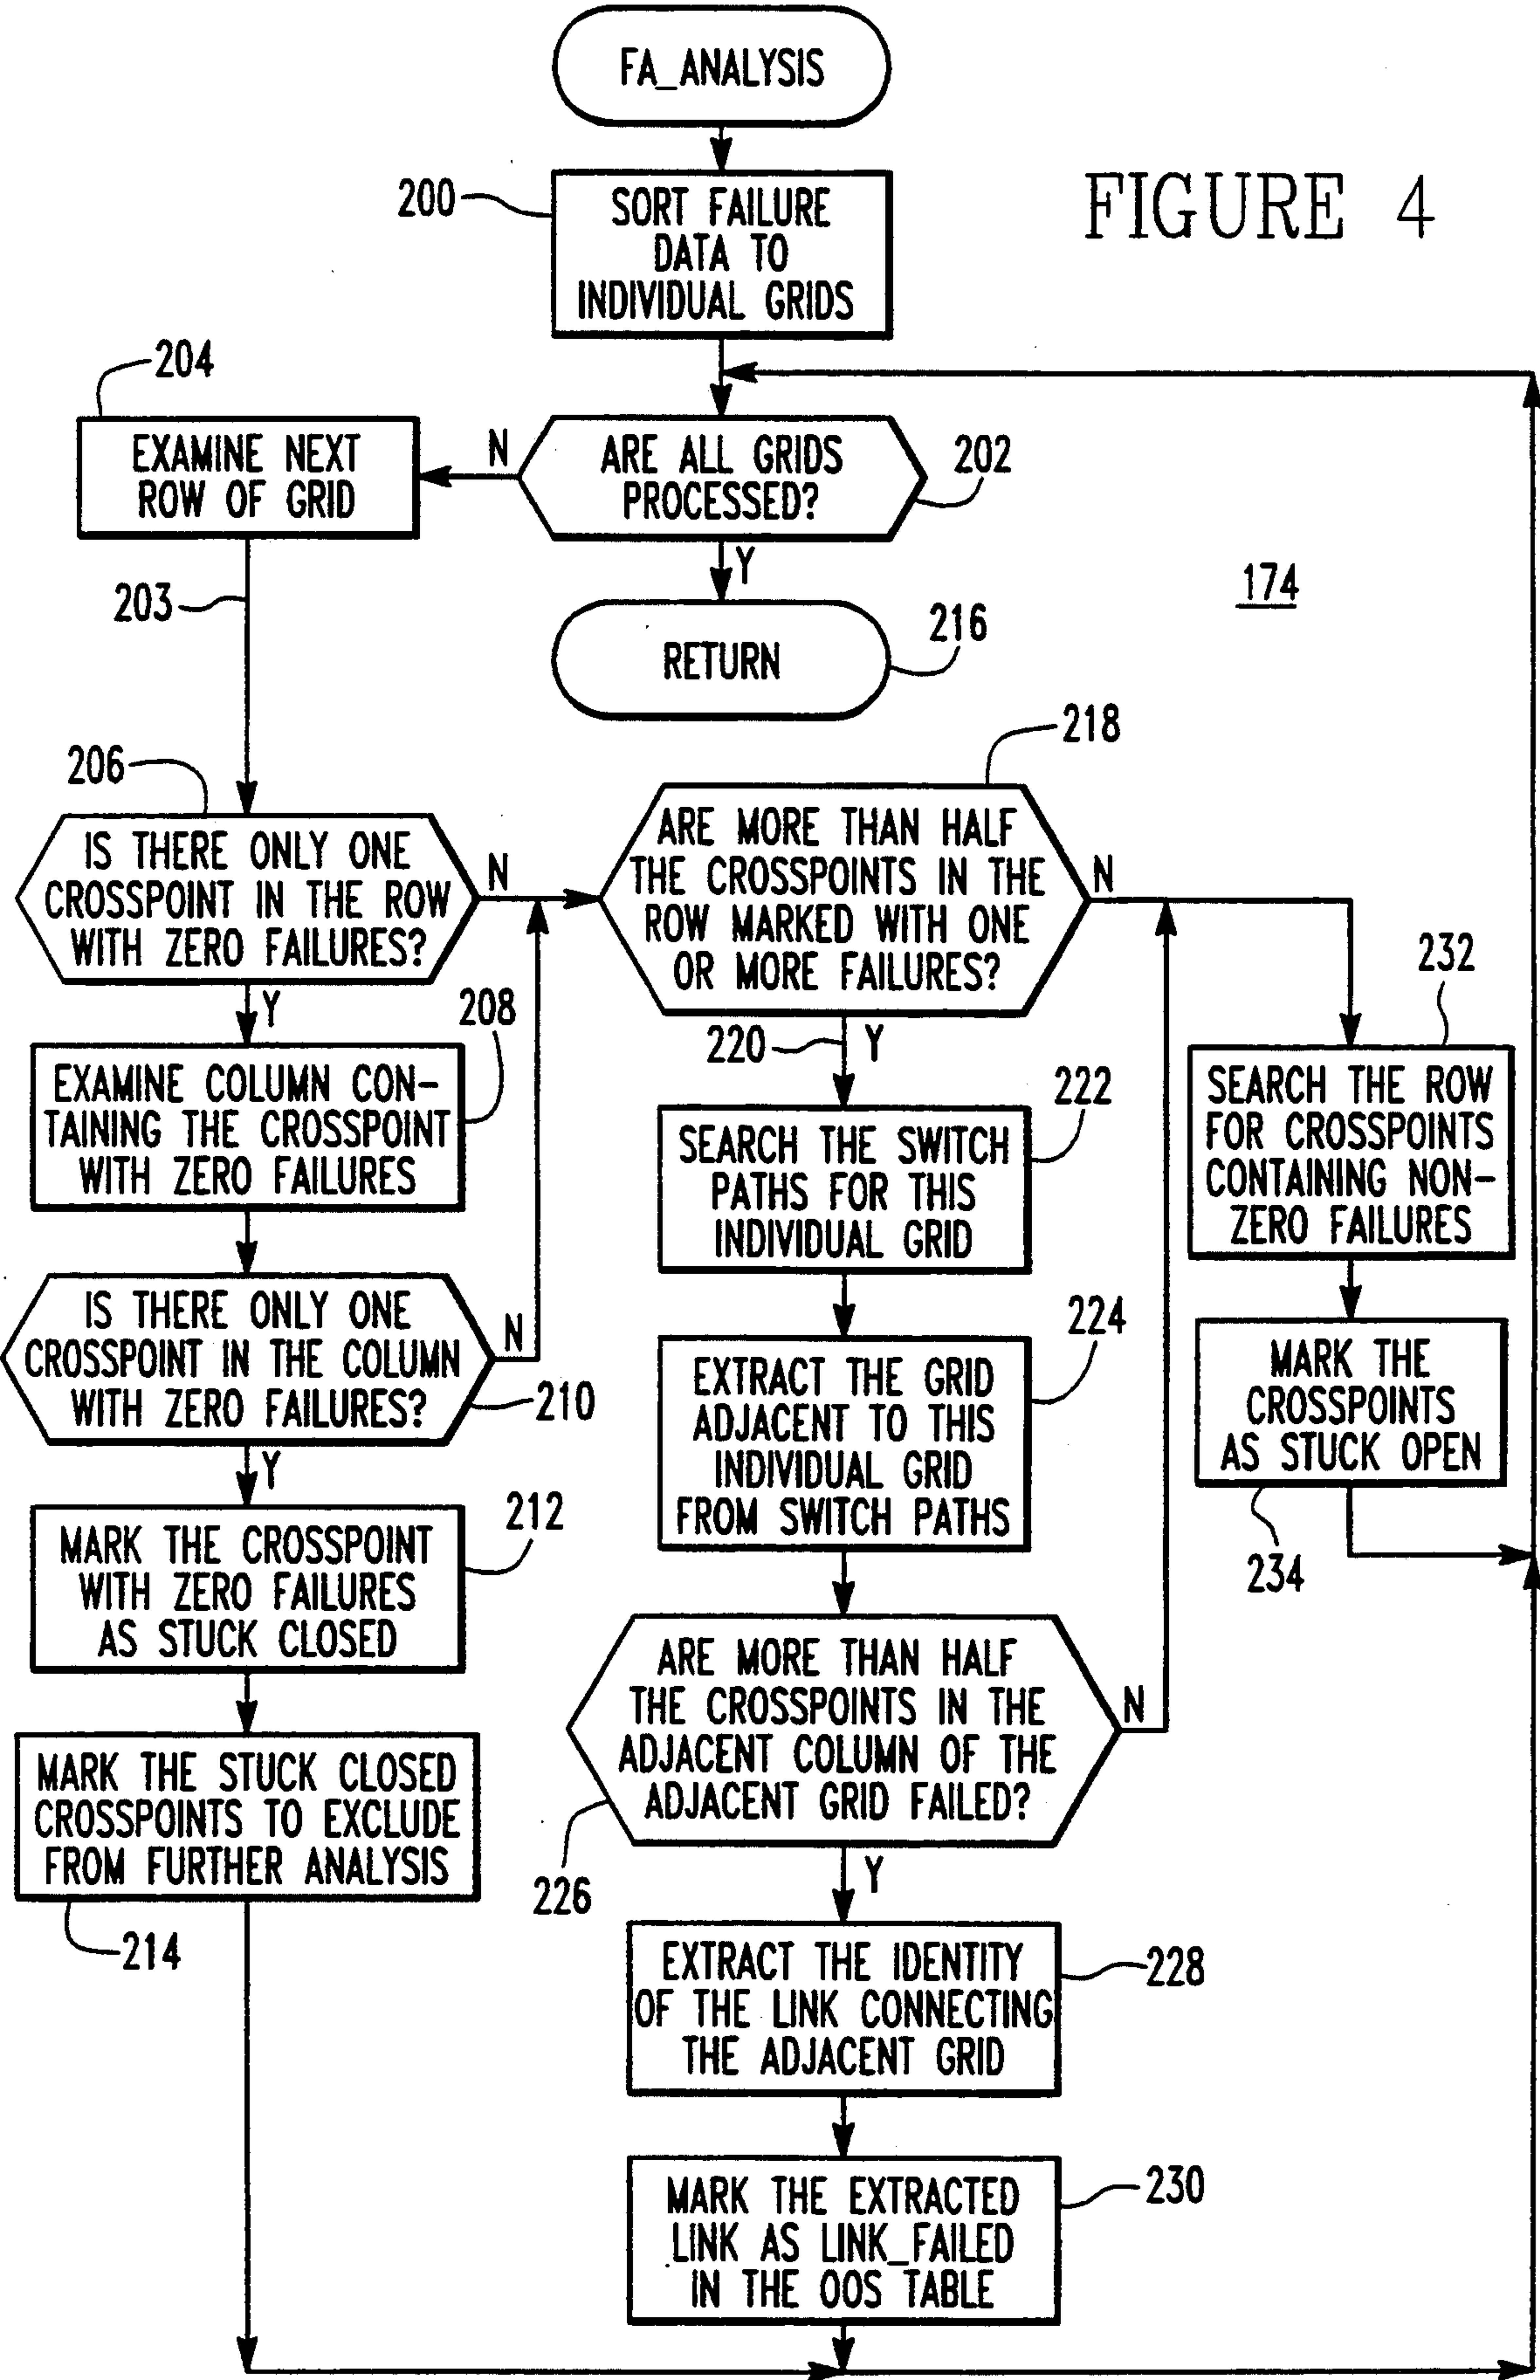 FA_ANALYSIS
200
SORT FAILURE
DATA TO
INDIVIDUAL GRIDS
FIGURE 4
204
EXAMINE NEXT
ROW OF GRID
N
ARE ALL GRIDS
PROCESSED?
202
Y
203
174
RETURN
216
206
IS THERE ONLY ONE
CROSSPOINT IN THE ROW
WITH ZERO FAILURES?
N
Y
218
ARE MORE THAN HALF
THE CROSSPOINTS IN THE
ROW MARKED WITH ONE
OR MORE FAILURES?
N
220
Y
208
EXAMINE COLUMN CON-
TAINING THE CROSSPOINT
WITH ZERO FAILURES
222
SEARCH THE SWITCH
PATHS FOR THIS
INDIVIDUAL GRID
232
SEARCH THE ROW
FOR CROSSPOINTS
CONTAINING NON-
ZERO FAILURES
IS THERE ONLY ONE
CROSSPOINT IN THE COLUMN
WITH ZERO FAILURES?
N
210
Y
224
EXTRACT THE GRID
ADJACENT TO THIS
INDIVIDUAL GRID
FROM SWITCH PATHS
MARK THE
CROSSPOINTS
AS STUCK OPEN
234
212
MARK THE CROSSPOINT
WITH ZERO FAILURES
AS STUCK CLOSED
ARE MORE THAN HALF
THE CROSSPOINTS IN THE
ADJACENT COLUMN OF THE
ADJACENT GRID FAILED?
N
226
Y
MARK THE STUCK CLOSED
CROSSPOINTS TO EXCLUDE
FROM FURTHER ANALYSIS
214
EXTRACT THE IDENTITY
OF THE LINK CONNECTING
THE ADJACENT GRID
228
MARK THE EXTRACTED
LINK AS LINK_FAILED
IN THE OOS TABLE
230